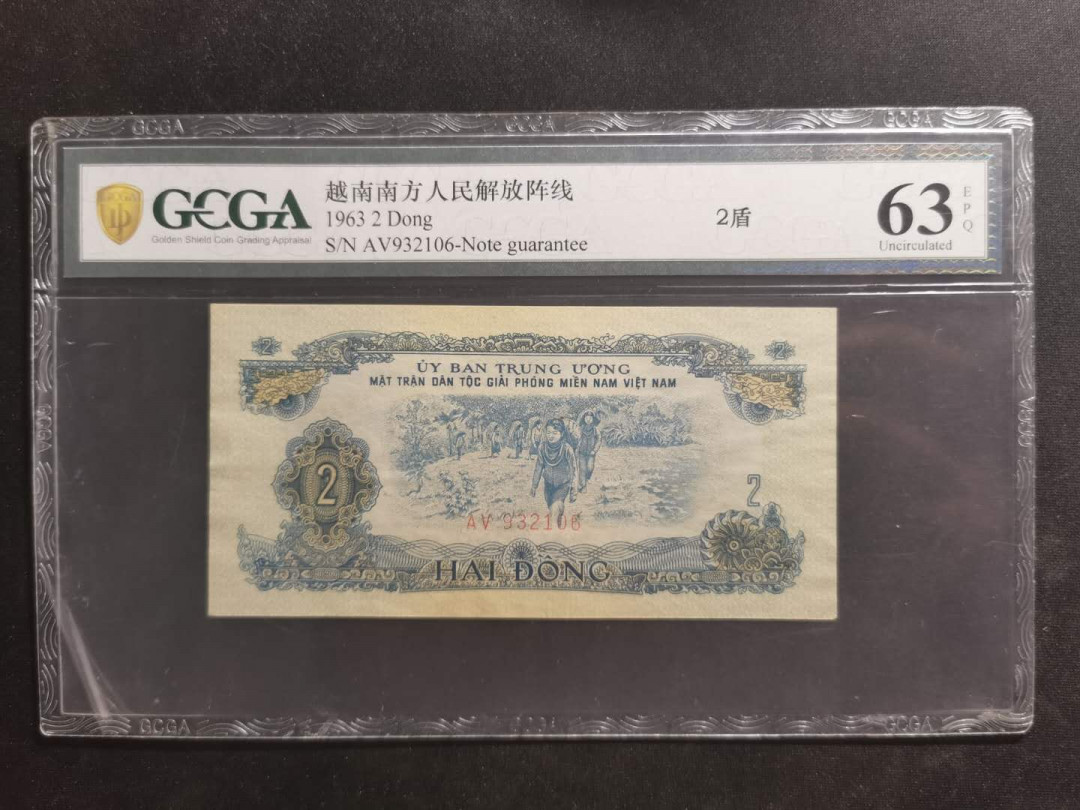 GCGA GCGA GCGA
GCGA
Golden Shield Coin Grading Appraisal
越南南方人民解放阵线
1963 2 Dong
S/N AV932106-Note guarantee
2盾
63
EPQ
Uncirculated
2 2
ỦY BAN TRUNG ƯƠNG
MẶT TRẬN DÂN TỘC GIẢI PHÓNG MIỀN NAM VIỆT NAM
2
2
AV 932106
HAI ĐỒNG
GCGA GCGA